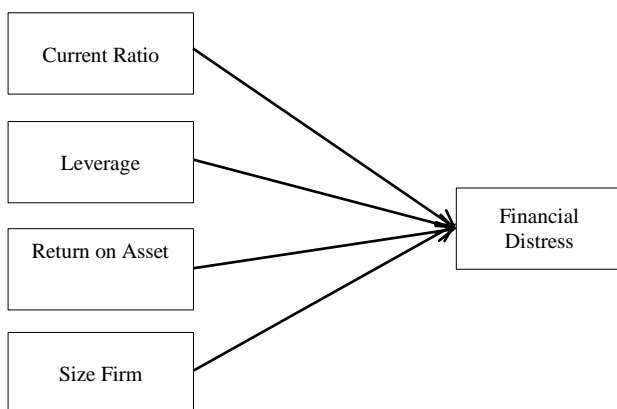 Current Ratio
Leverage
Return on Asset
Size Firm
Financial
Distress